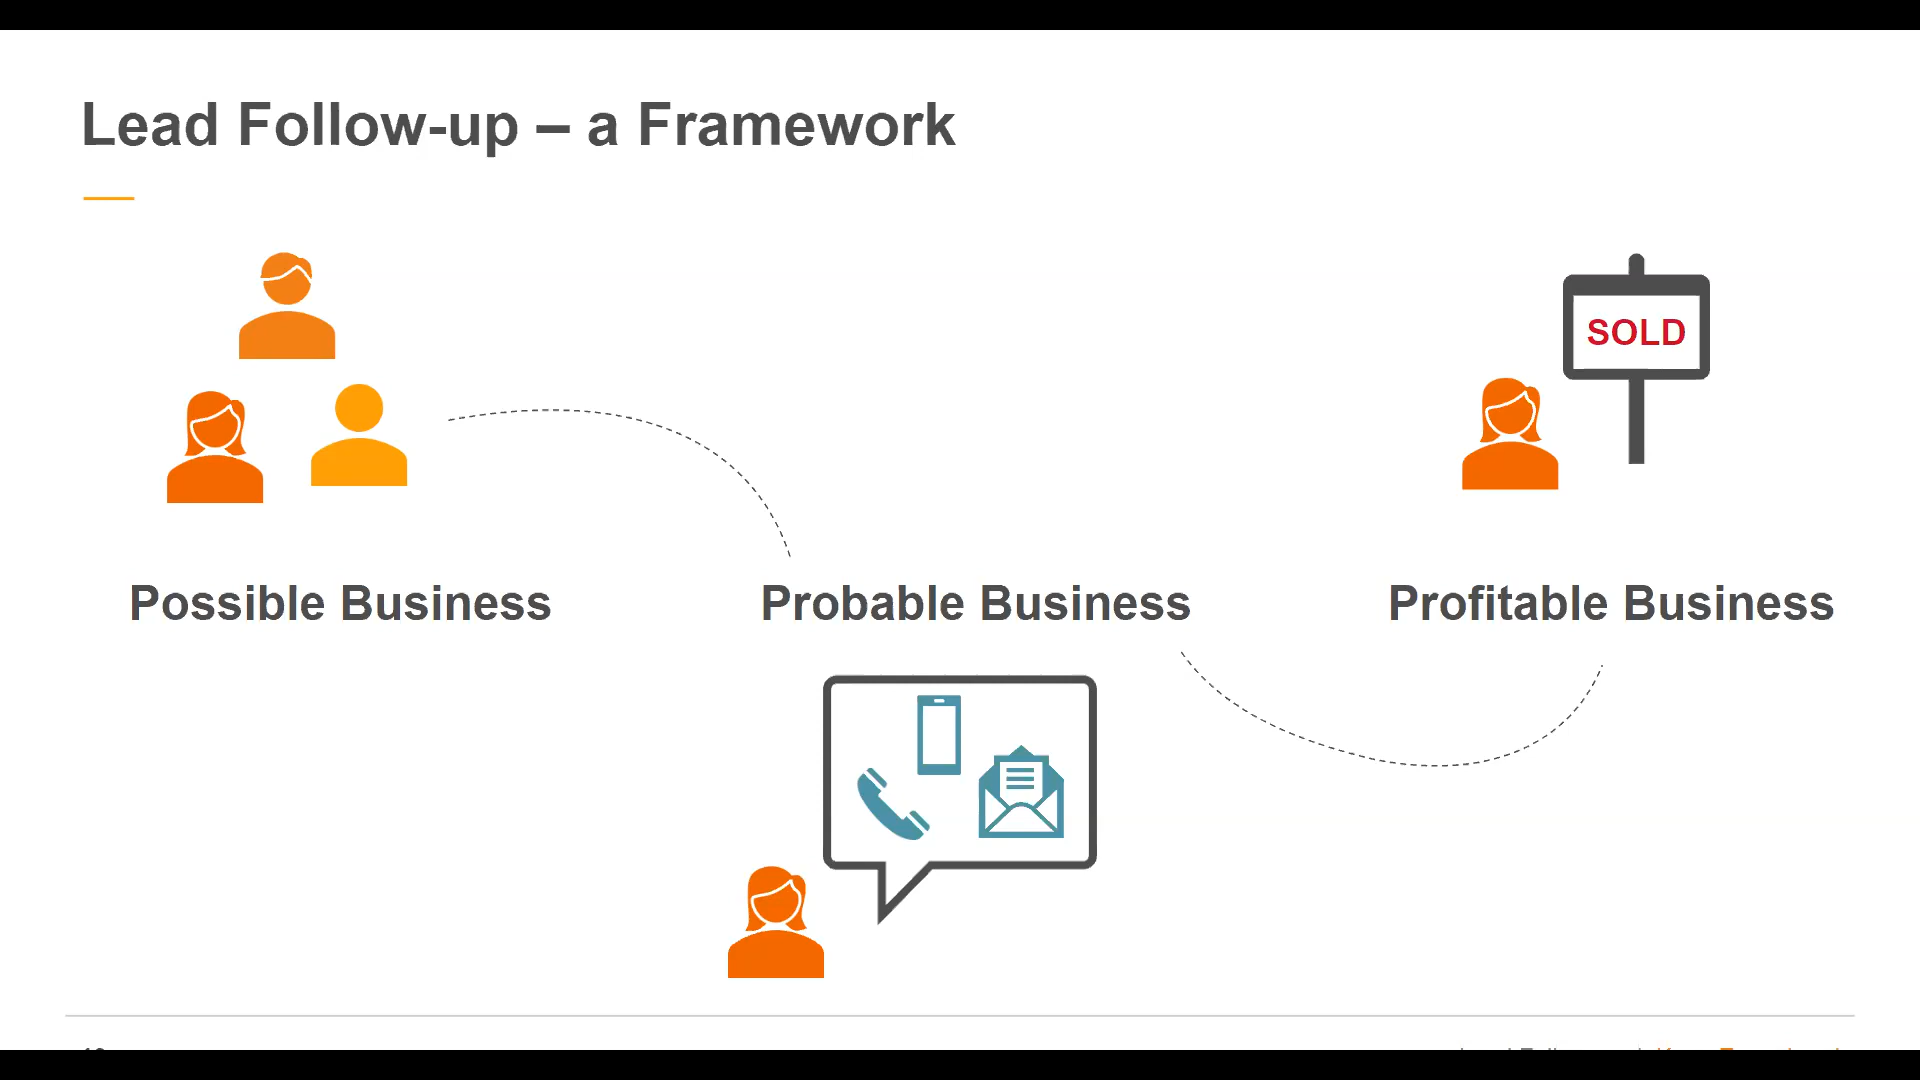 Lead Follow-up – a Framework
SOLD
Possible Business
Probable Business
Profitable Business